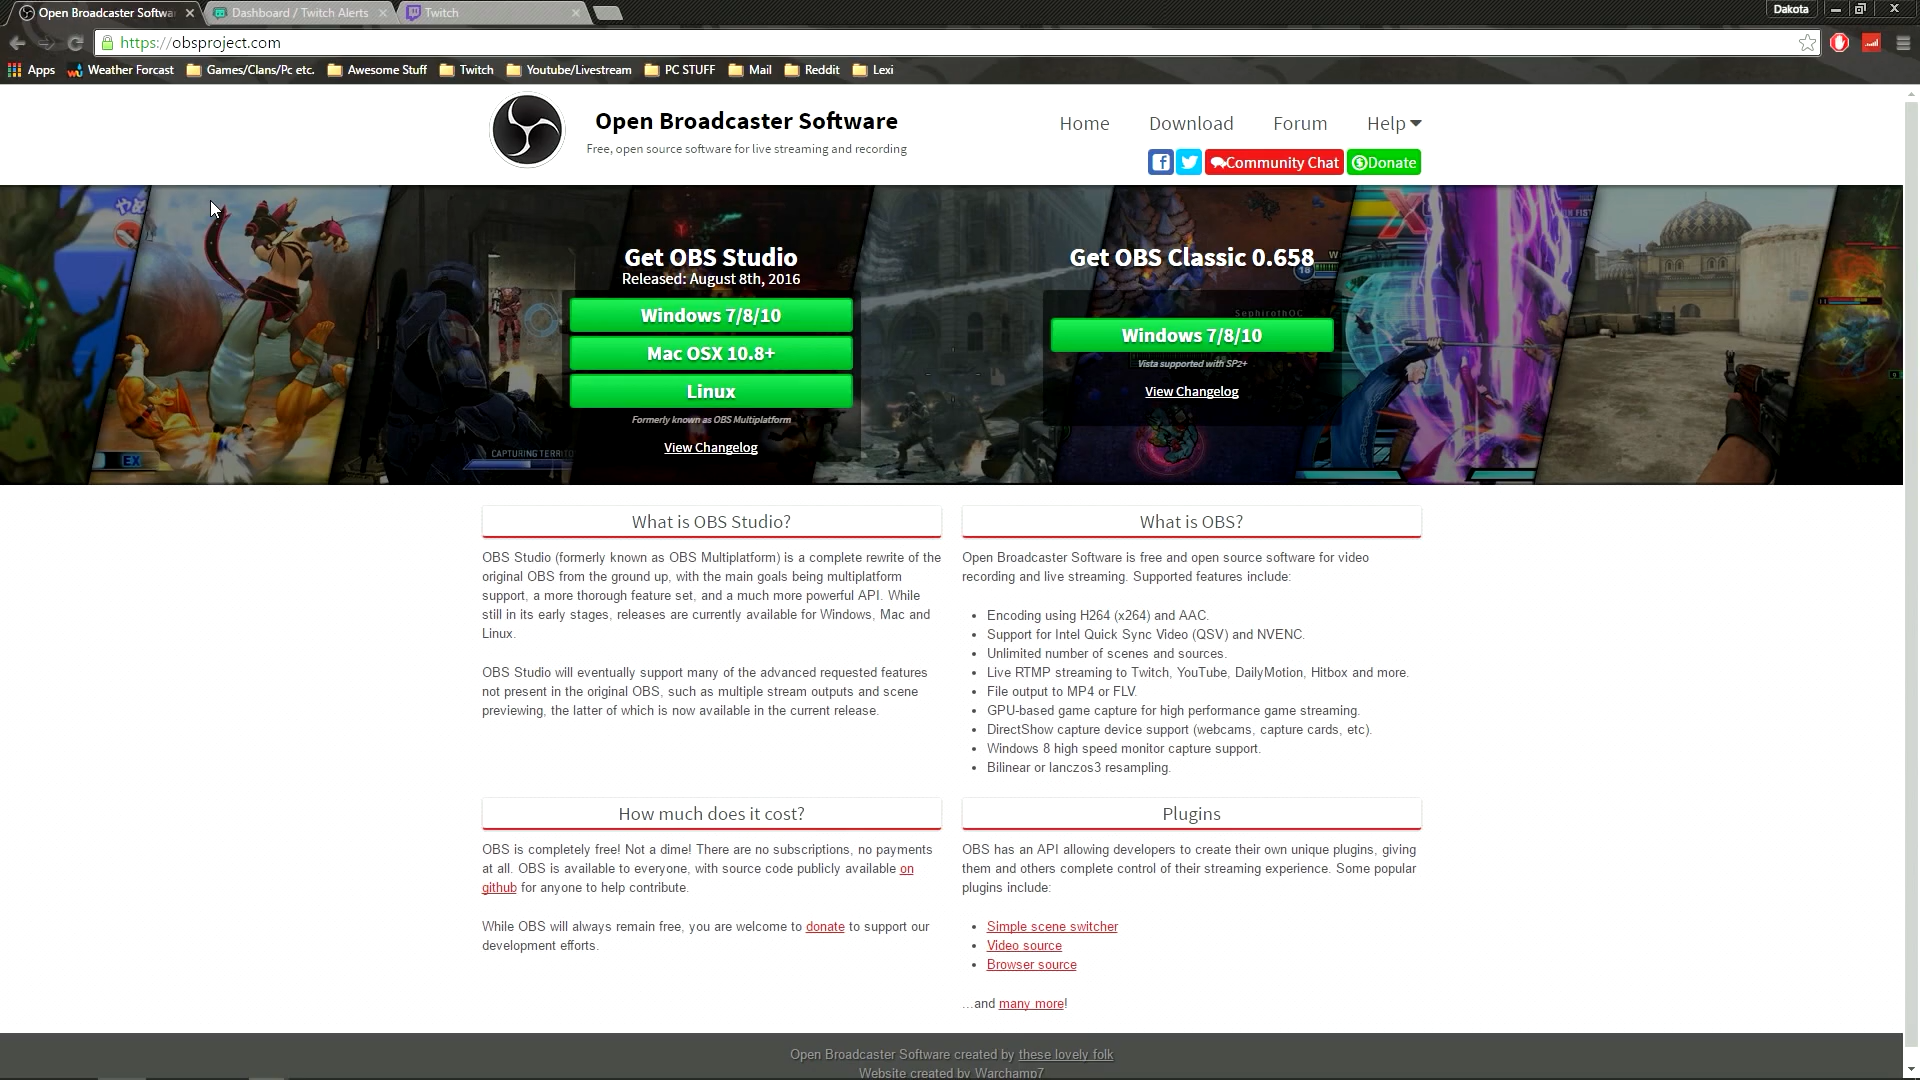 Open Broadcaster Softwa
Dashboard / Twitch Alerts
Twitch
Dakota
https://obsproject.com
Apps
Weather Forcast
Games/Clans/Pc etc.
Awesome Stuff
Twitch
Youtube/Livestream
PC STUFF
Mail
Reddit
Lexi
Open Broadcaster Software
Free, open source software for live streaming and recording
Home
Download
Forum
Help
Community Chat
Donate
Get OBS Studio
Released: August 8th, 2016
Windows 7/8/10
Mac OSX 10.8+
Linux
Formerly known as OBS Multiplatform
View Changelog
EX
CAPTURING TERRITO
Get OBS Classic 0.658
18
SephirothOC
Windows 7/8/10
Vista supported with SP2+
View Changelog
What is OBS Studio?
OBS Studio (formerly known as OBS Multiplatform) is a complete rewrite of the
original OBS from the ground up, with the main goals being multiplatform
support, a more thorough feature set, and a much more powerful API. While
still in its early stages, releases are currently available for Windows, Mac and
Linux.
OBS Studio will eventually support many of the advanced requested features
not present in the original OBS, such as multiple stream outputs and scene
previewing, the latter of which is now available in the current release.
What is OBS?
Open Broadcaster Software is free and open source software for video
recording and live streaming. Supported features include:
• Encoding using H264 (x264) and AAC.
• Support for Intel Quick Sync Video (QSV) and NVENC.
• Unlimited number of scenes and sources.
• Live RTMP streaming to Twitch, YouTube, DailyMotion, Hitbox and more.
• File output to MP4 or FLV.
• GPU-based game capture for high performance game streaming.
• DirectShow capture device support (webcams, capture cards, etc).
• Windows 8 high speed monitor capture support.
• Bilinear or lanczos3 resampling.
How much does it cost?
OBS is completely free! Not a dime! There are no subscriptions, no payments
at all. OBS is available to everyone, with source code publicly available on
github for anyone to help contribute.
While OBS will always remain free, you are welcome to donate to support our
development efforts.
Plugins
OBS has an API allowing developers to create their own unique plugins, giving
them and others complete control of their streaming experience. Some popular
plugins include:
• Simple scene switcher
• Video source
• Browser source
...and many more!
Open Broadcaster Software created by these lovely folk
Website created by Warchamp7